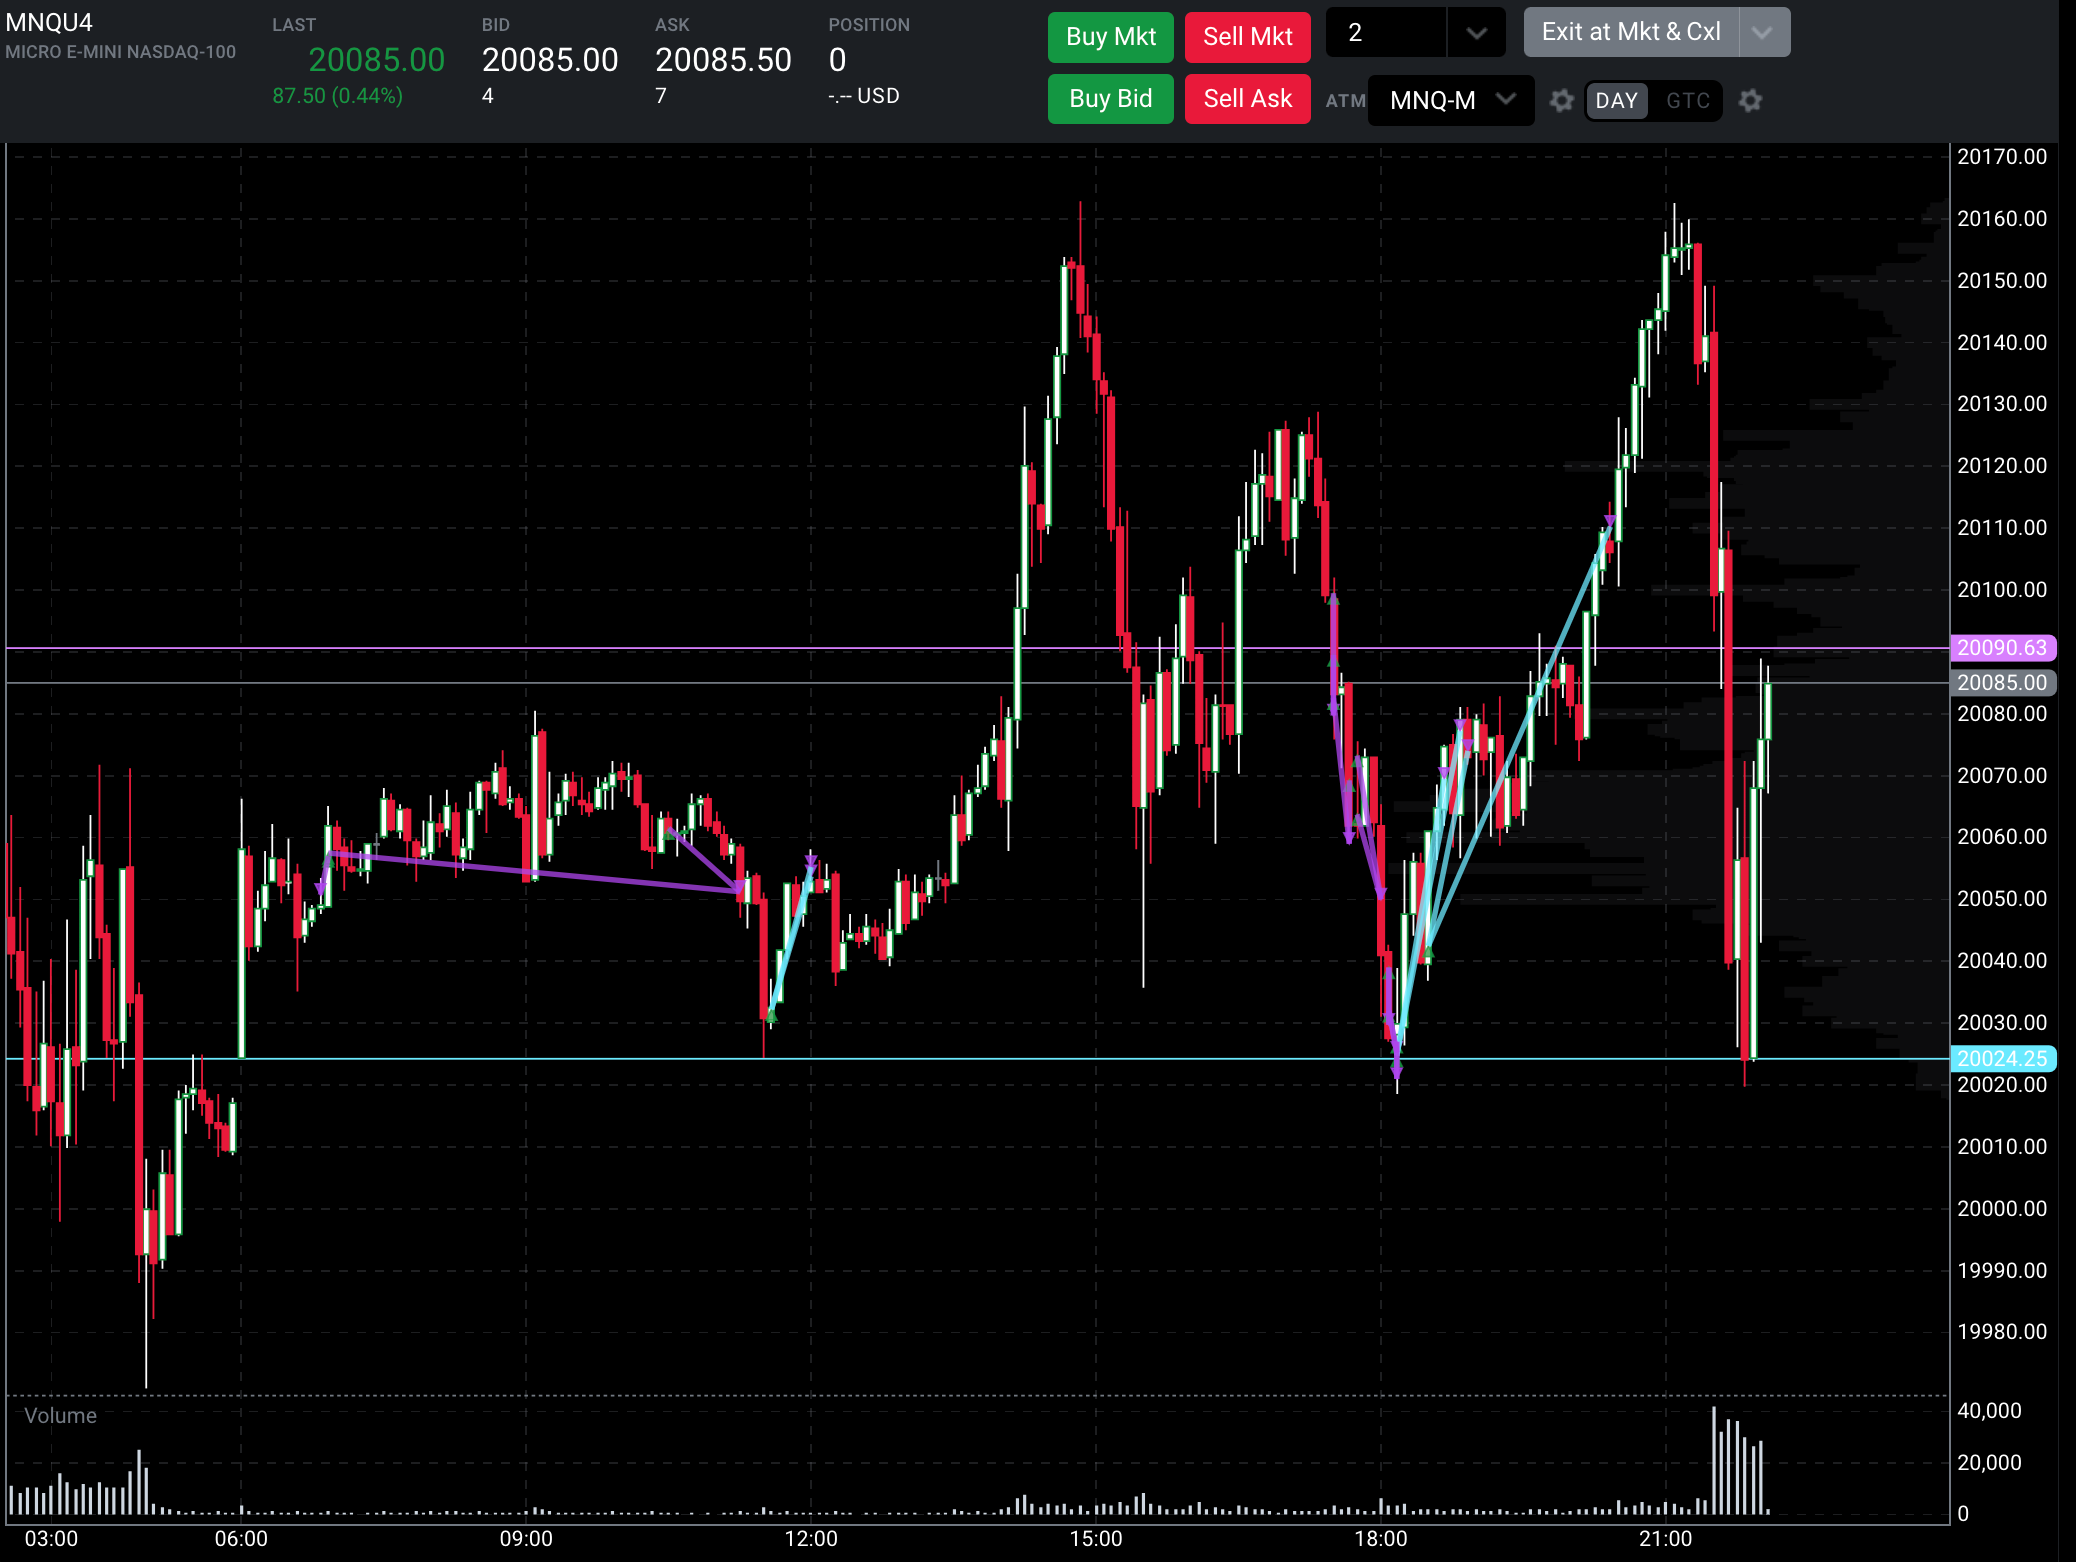 MNQU4
MICRO E-MINI NASDAQ-100
LAST
20085.00
87.50 (0.44%)
BID
20085.00
4
ASK
20085.50
7
POSITION
0
-.-- USD
Buy Mkt
Sell Mkt
2
Exit at Mkt & Cxl
Buy Bid
Sell Ask
ATM
MNQ-M
DAY
GTC
20170.00
20160.00
20150.00
20140.00
20130.00
20120.00
20110.00
20100.00
20090.63
20085.00
20080.00
20070.00
20060.00
20050.00
20040.00
20030.00
20024.25
20020.00
20010.00
20000.00
19990.00
19980.00
Volume
40,000
20,000
0
03:00 06:00 09:00 12:00 15:00 18:00 21:00